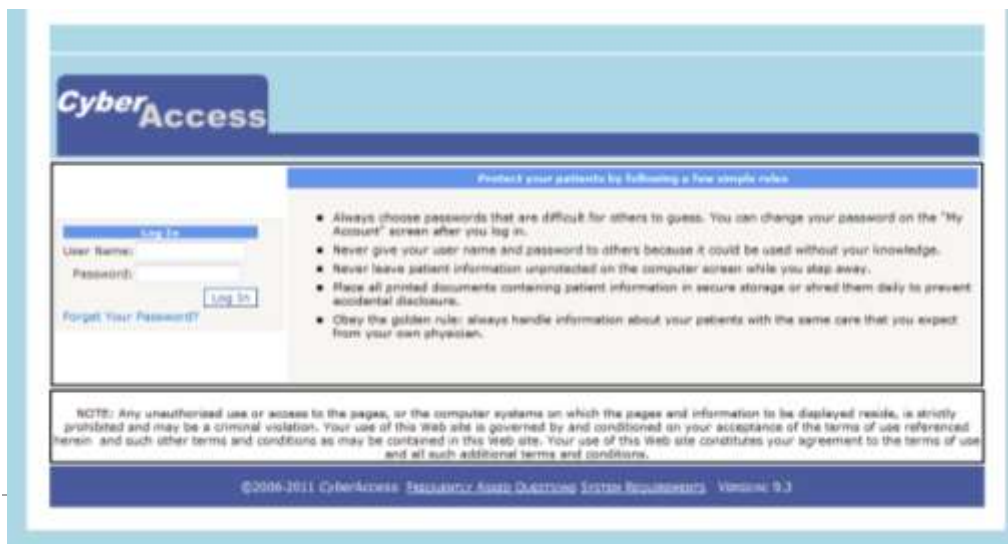 CyberAccess
Protect your patients by following a few simple rules
Log In
User Name:
Password:
Log In
Forgot Your Password?
• Always choose passwords that are difficult for others to guess. You can change your password on the "My
Account" screen after you log in.
• Never give your user name and password to others because it could be used without your knowledge.
• Never leave patient information unprotected on the computer screen while you step away.
• Place all printed documents containing patient information in secure storage or shred them daily to prevent
accidental disclosure.
• Obey the golden rule: always handle information about your patients with the same care that you expect
from your own physician.
NOTE: Any unauthorized use or access to the pages, or the computer systems on which the pages and information to be displayed reside, is strictly
prohibited and may be a criminal violation. Your use of this Web site is governed by and conditioned on your acceptance of the terms of use referenced
herein and such other terms and conditions as may be contained in this Web site. Your use of this Web site constitutes your agreement to the terms of use
and all such additional terms and conditions.
©2006-2011 CyberAccess Frequently Asked Questions System Requirements Version: 9.3